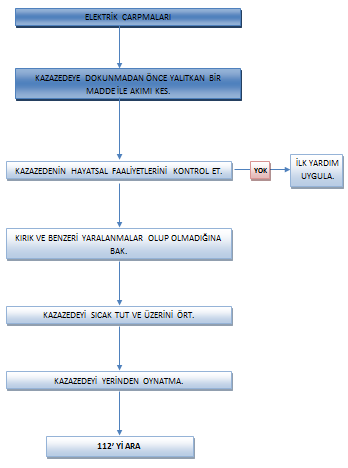 ELEKTRİK ÇARPMALARI
KAZAZEDEYE DOKUNMADAN ÖNCE YALITKAN BİR
MADDE İLE AKIMI KES.
KAZAZEDENİN HAYATSAL FAALİYETLERİNİ KONTROL ET.
YOK
İLK YARDIM
UYGULA.
KIRIK VE BENZERİ YARALANMALAR OLUP OLMADIĞINA
BAK.
KAZAZEDEYİ SICAK TUT VE ÜZERİNİ ÖRT.
KAZAZEDEYİ YERİNDEN OYNATMA.
112' Yİ ARA